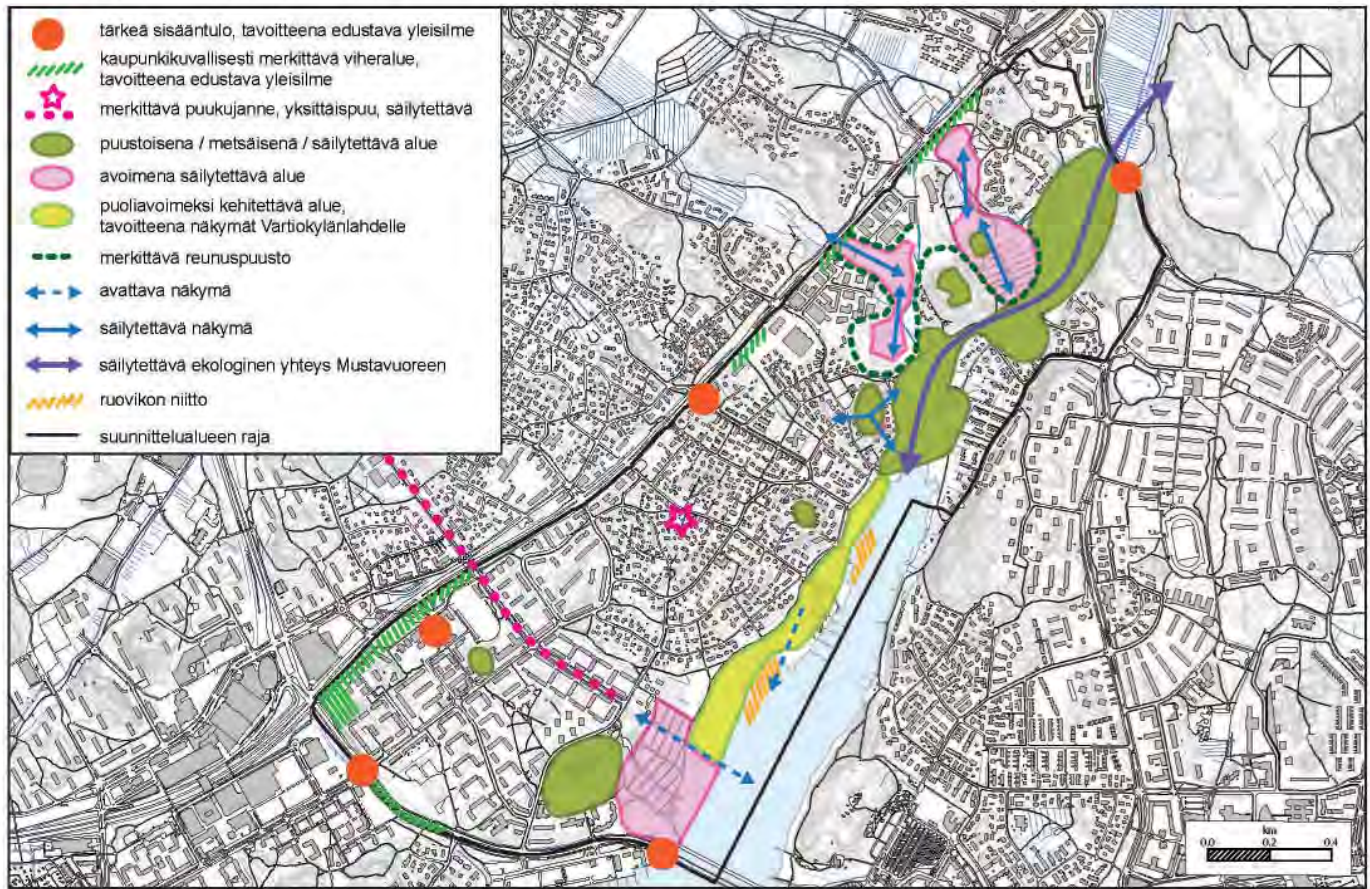 tärkeä sisääntulo, tavoitteena edustava yleisilme
kaupunkikuvallisesti merkittävä viheralue,
tavoitteena edustava yleisilme
merkittävä puukujanne, yksittäispuu, säilytettävä
puustoisena / metsäisenä / säilytettävä alue
avoimena säilytettävä alue
puoliavoimeksi kehitettävä alue,
tavoitteena näkymät Vartiokylänlahdelle
merkittävä reunuspuusto
avattava näkymä
säilytettävä näkymä
säilytettävä ekologinen yhteys Mustavuoreen
ruovikon niitto
suunnittelualueen raja
km
0.0 0.2 0.4